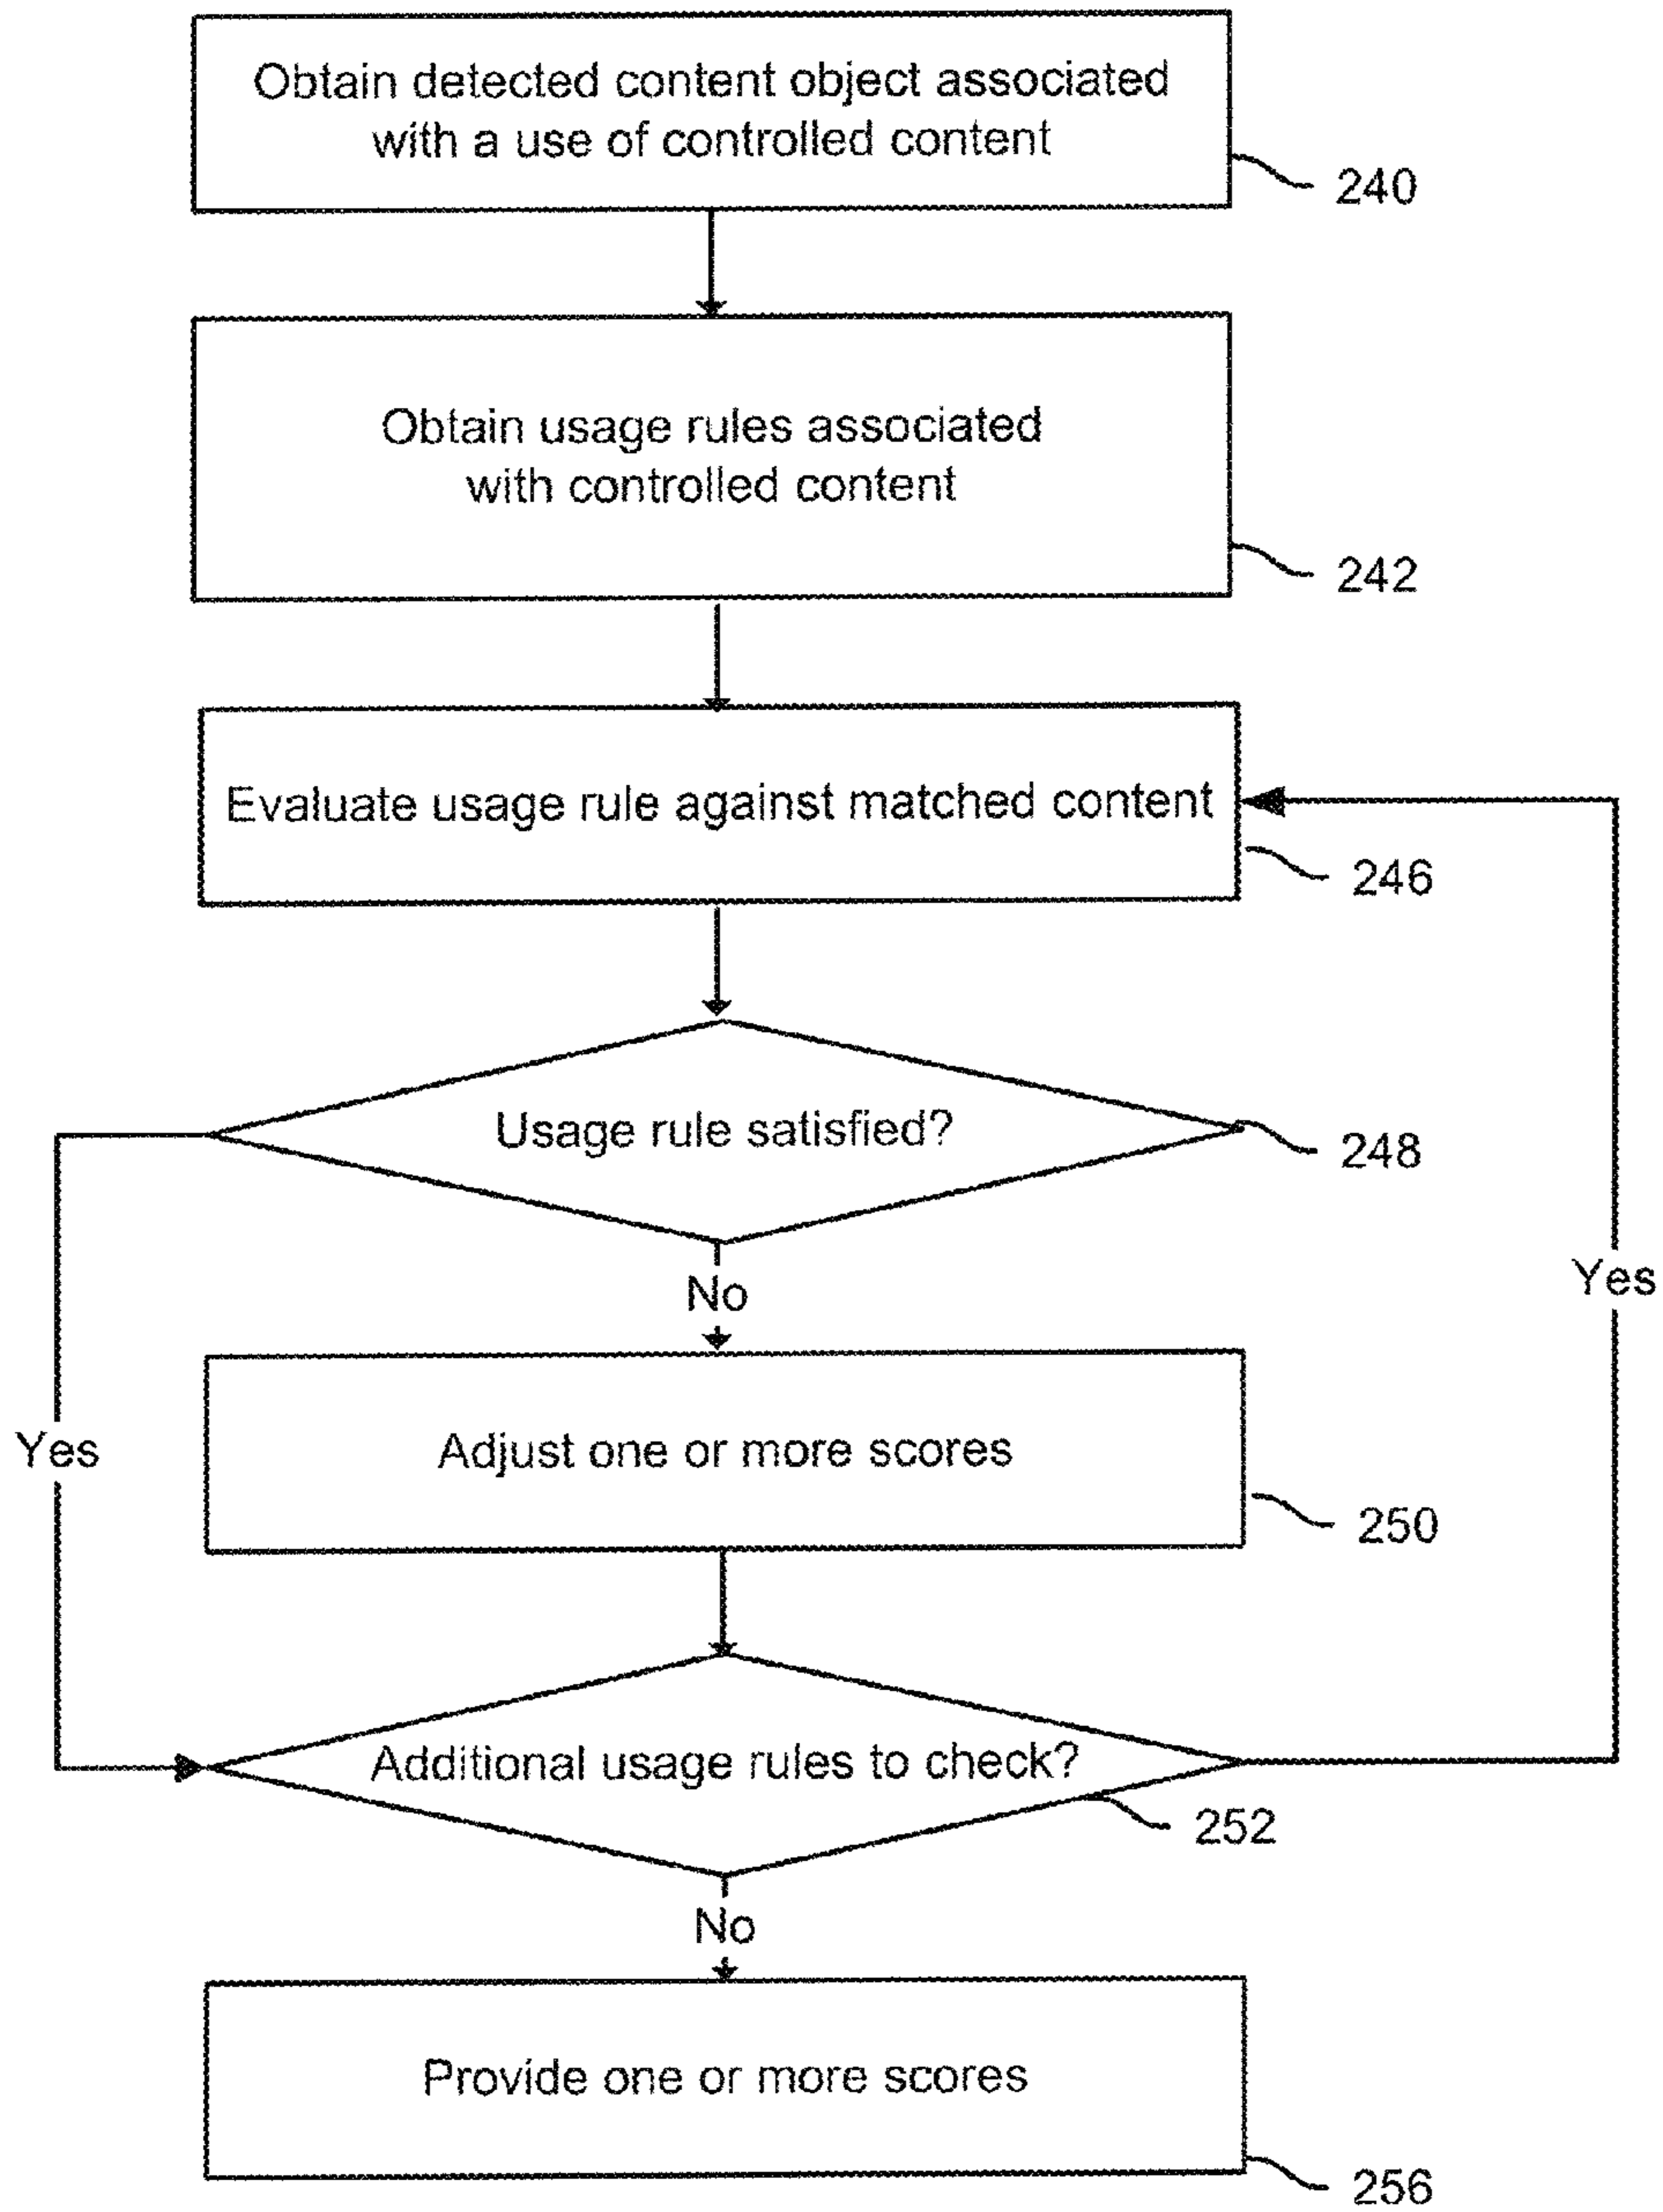 Obtain detected content object associated
with a use of controlled content
240
Obtain usage rules associated
with controlled content
242
Evaluate usage rule against matched content
246
Usage rule satisfied?
248
No
Yes
Adjust one or more scores
Yes
250
Additional usage rules to check?
252
No
Provide one or more scores
256